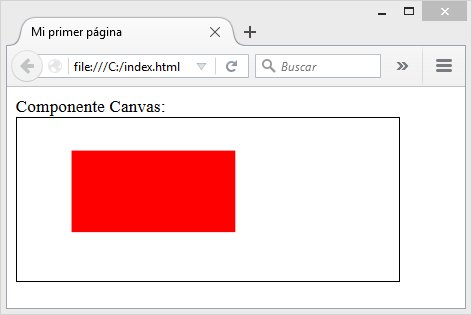 Mi primer página
file:///C:/index.html
Buscar
Componente Canvas: